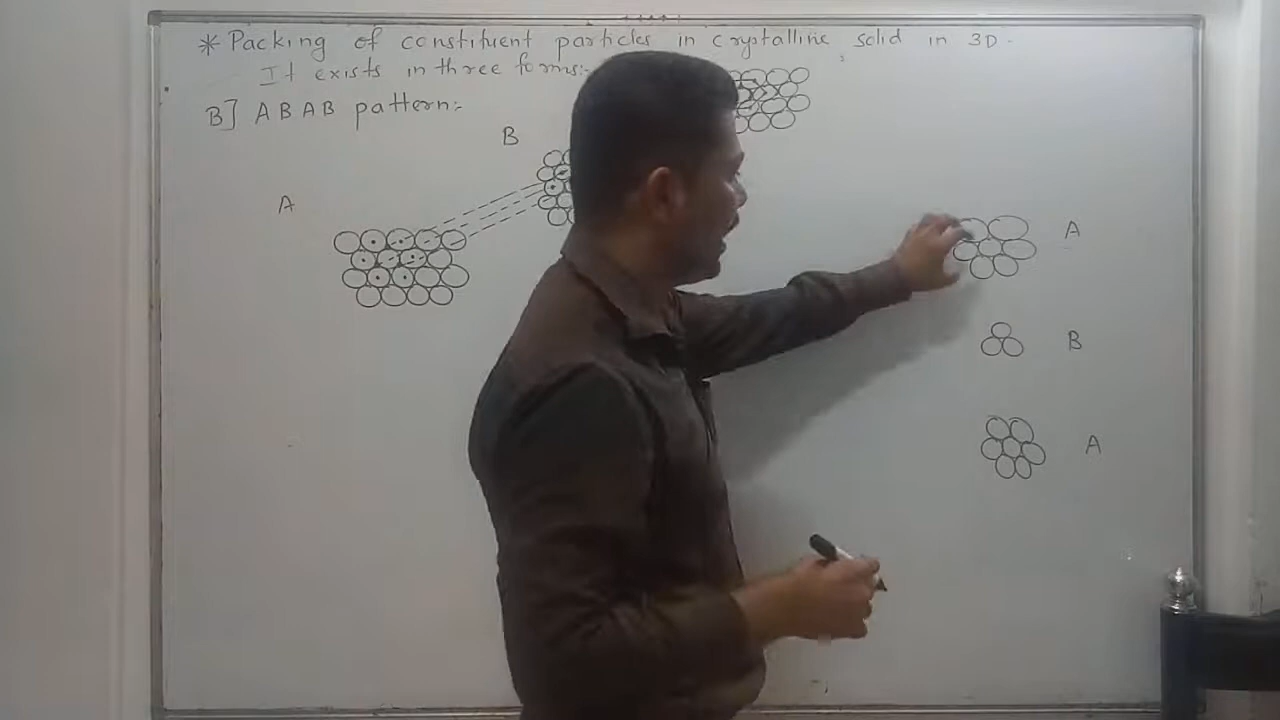 * Packing of constituent particles in crystalline solid in 3D.
It exists in three forms:-
B] ABAB pattern:-
B
A
A
B
A